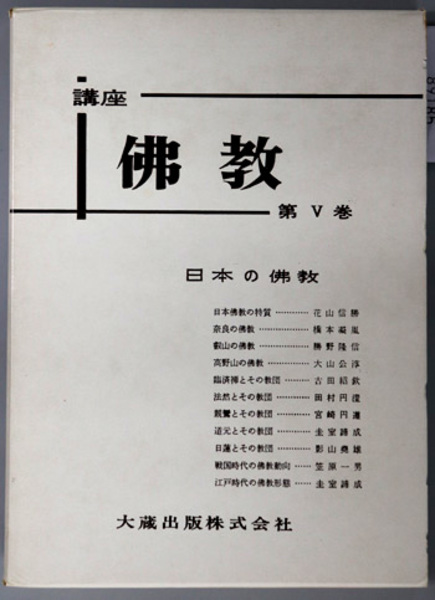 講座
佛教
第 V 巻
日本の佛教
日本佛教の特質………花山信勝
奈良の佛教…………橋本凝胤
叡山の佛教…………勝野隆信
高野山の佛教………大山公淳
臨済禅とその教団……古田紹欽
法然とその教団………田村円澄
親鸞とその教団………宮崎円遵
道元とその教団………圭室諦成
日蓮とその教団………影山堯雄
戦国時代の佛教動向……笠原一男
江戸時代の佛教形態……圭室諦成
大蔵出版株式会社